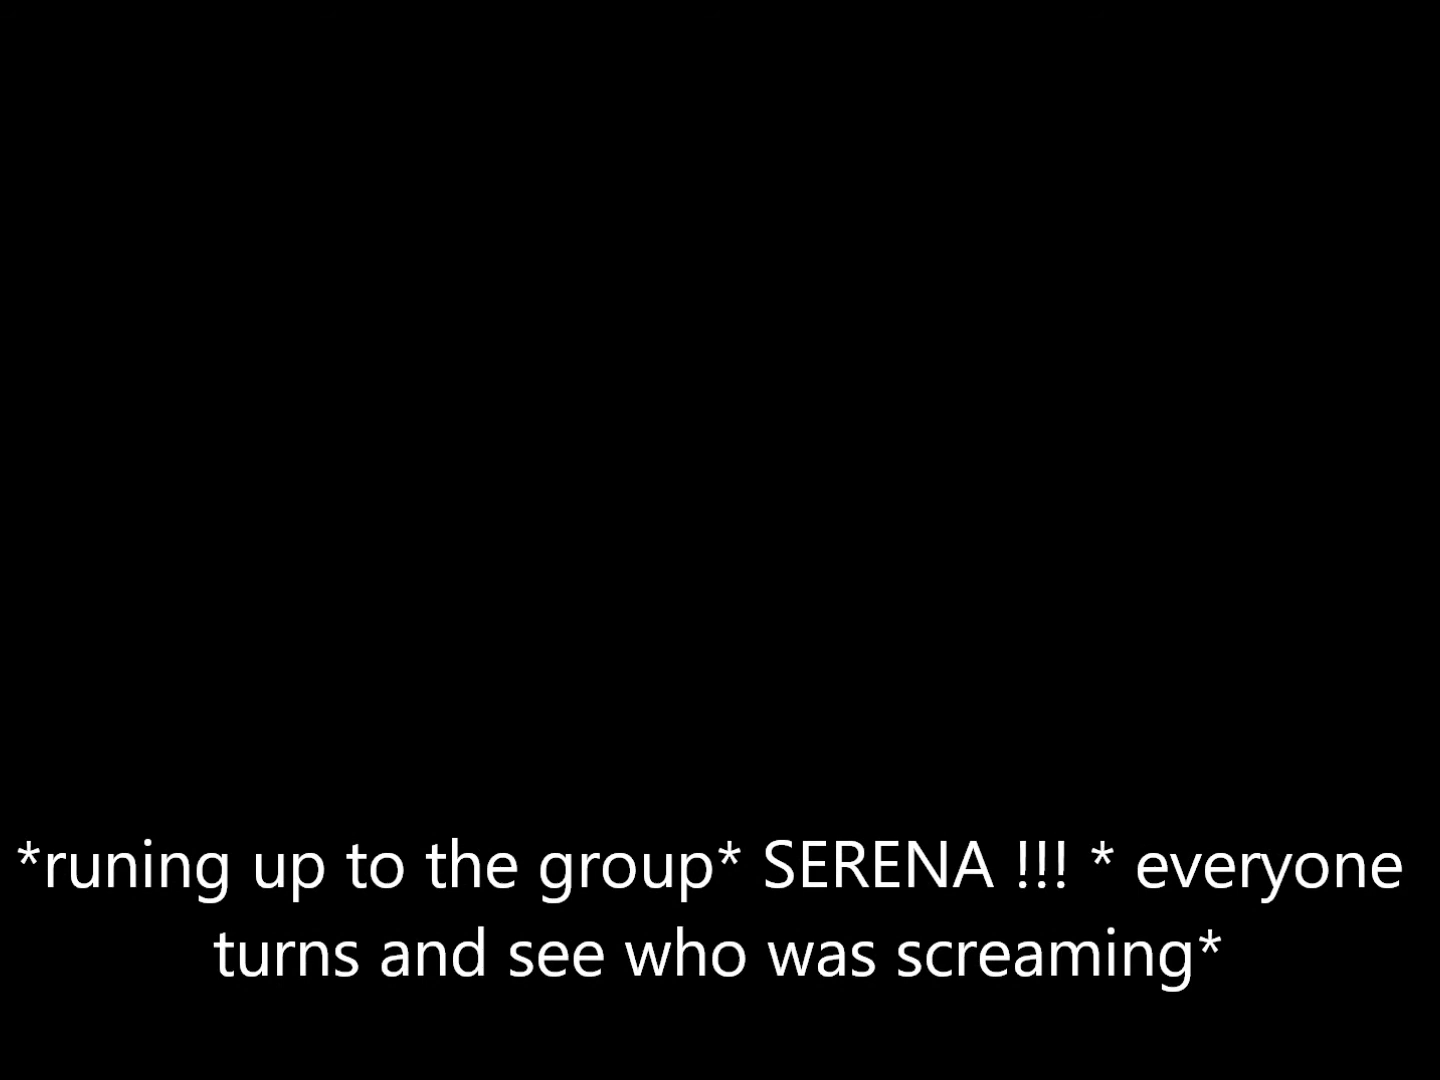 *runing up to the group* SERENA !!! * everyone
turns and see who was screaming*